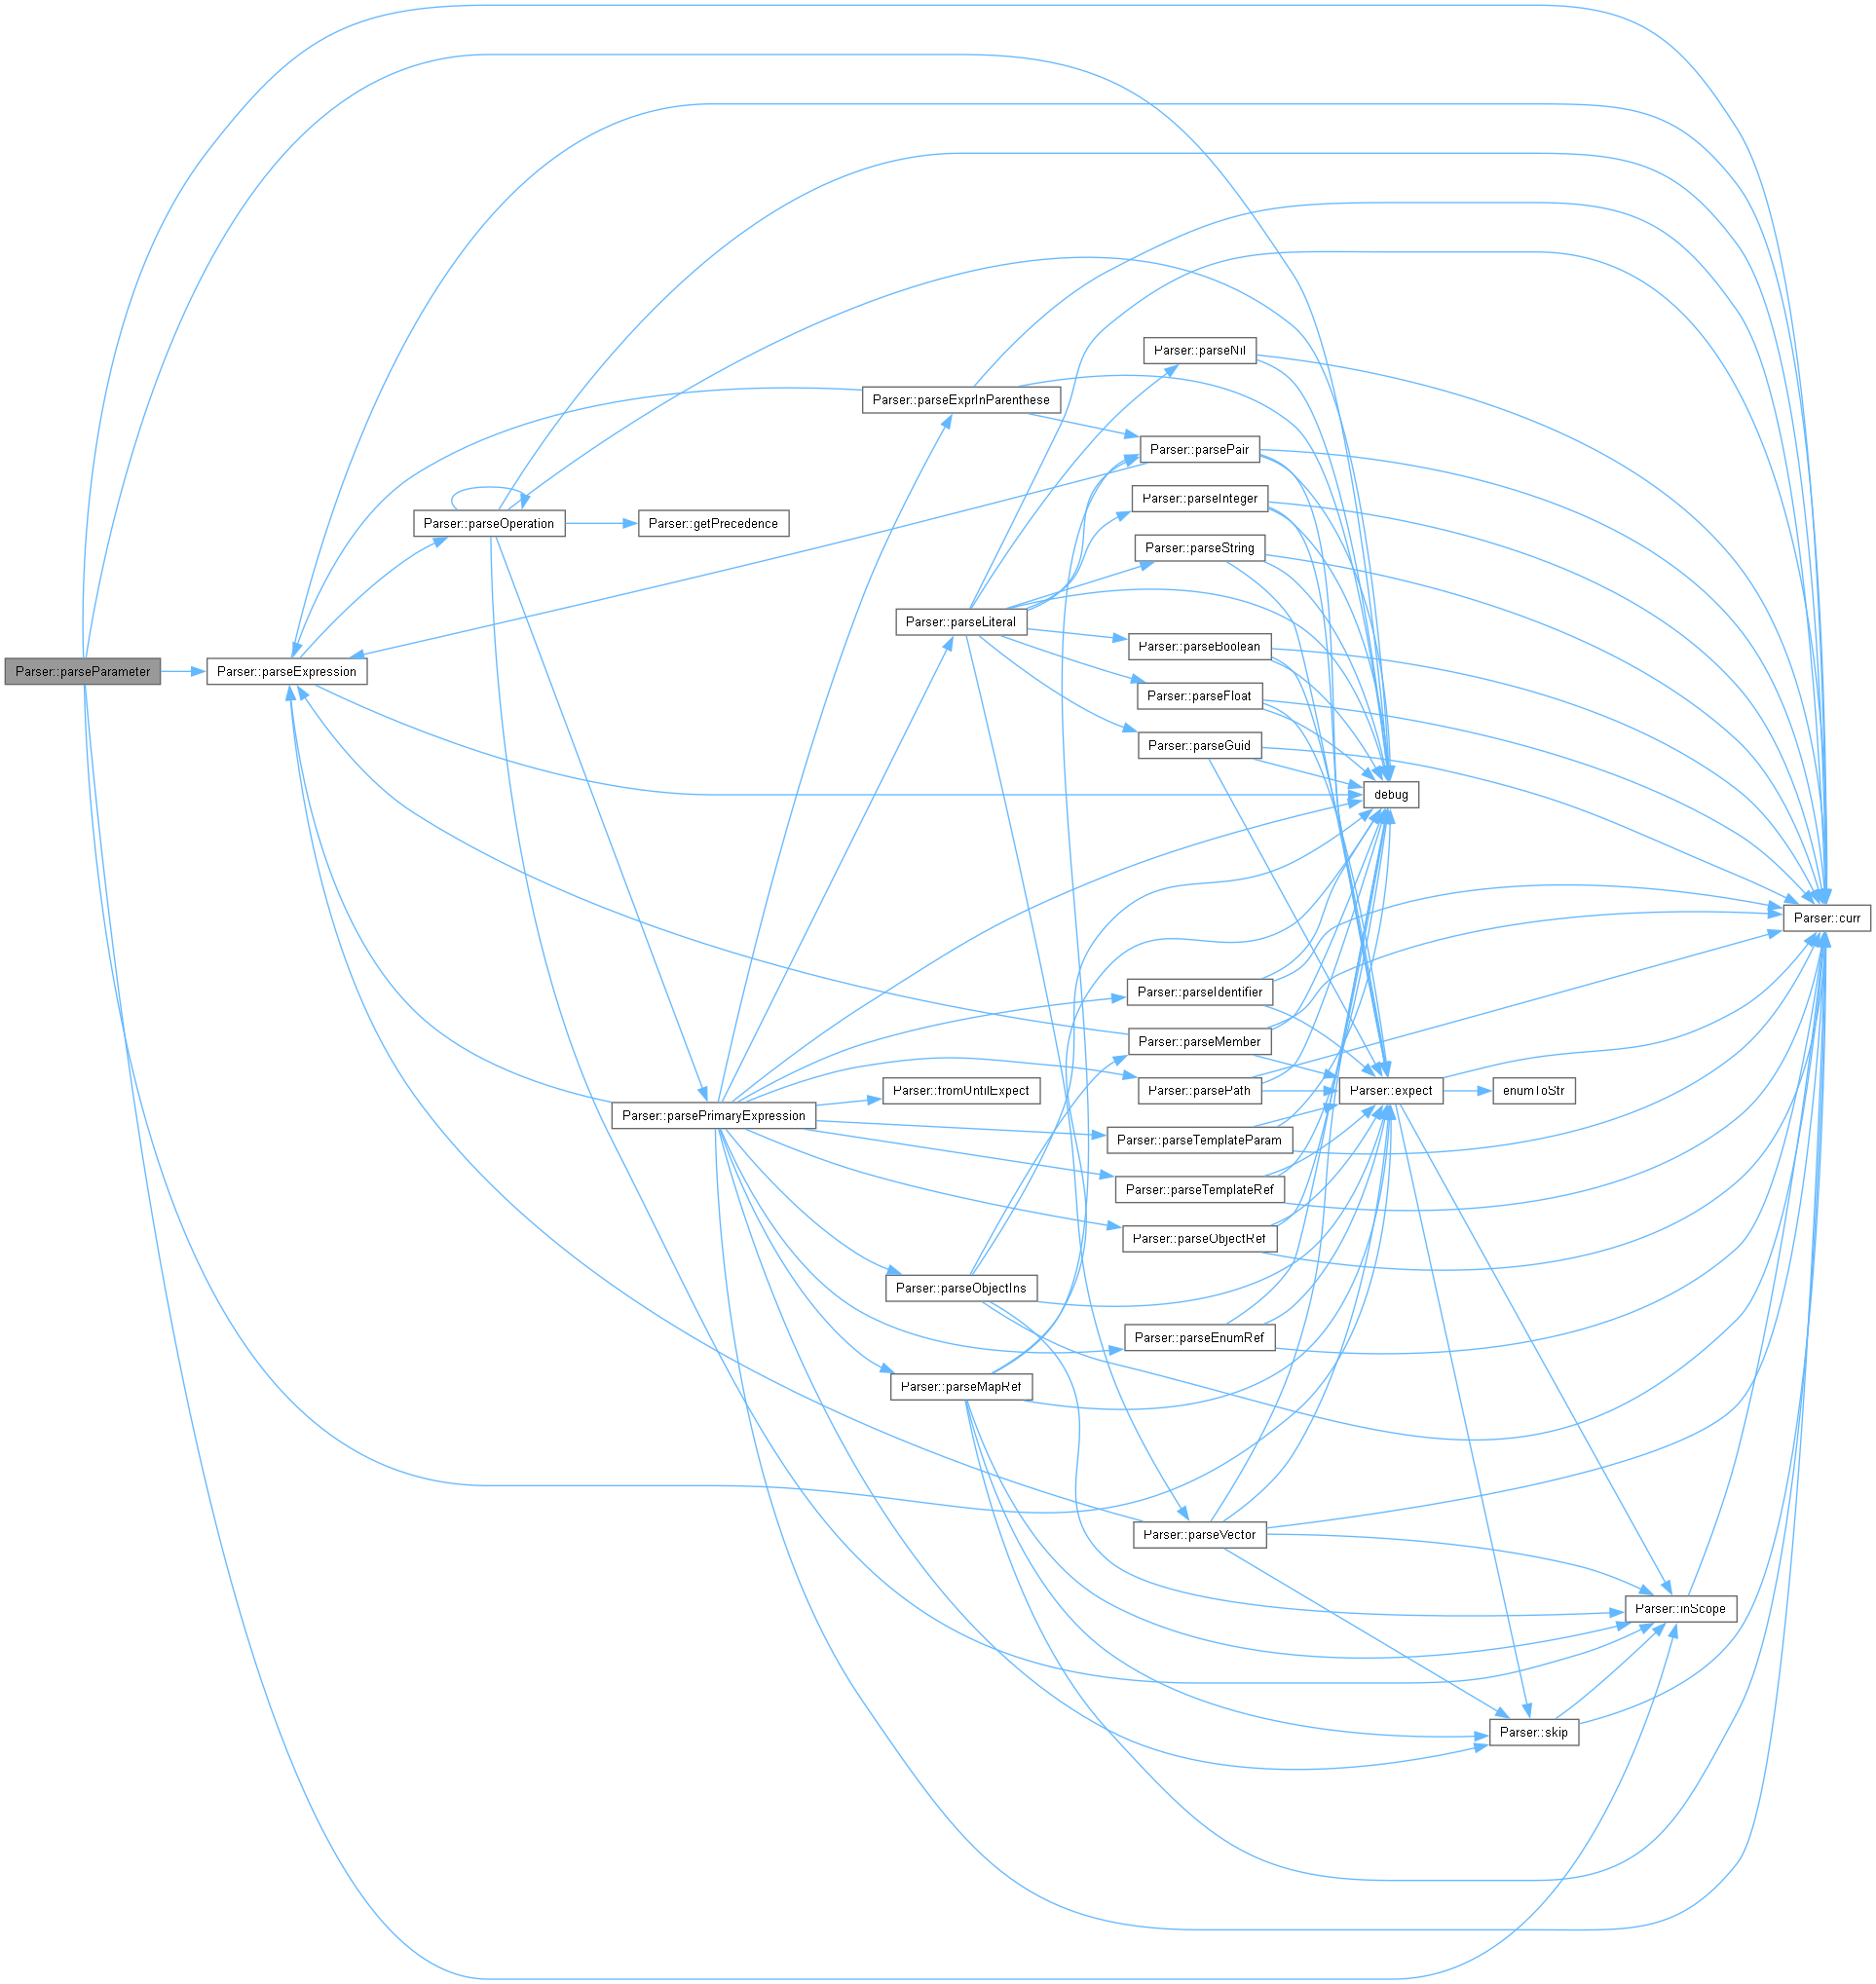 Parser::parseNil
Parser::parseExprInParenthese
Parser::parsePair
Parser::parseInteger
Parser::parseOperation
Parser::getPrecedence
Parser::parseString
Parser::parseLiteral
Parser::parseBoolean
Parser::parseParameter
Parser::parseExpression
Parser::parseFloat
Parser::parseGuid
debug
Parser::curr
Parser::parseIdentifier
Parser::parseMember
Parser::fromUntilExpect
Parser::parsePath
Parser::expect
enumToStr
Parser::parsePrimaryExpression
Parser::parseTemplateParam
Parser::parseTemplateRef
Parser::parseObjectRef
Parser::parseObjectIns
Parser::parseEnumRef
Parser::parseMapRef
Parser::parseVector
Parser::inScope
Parser::skip